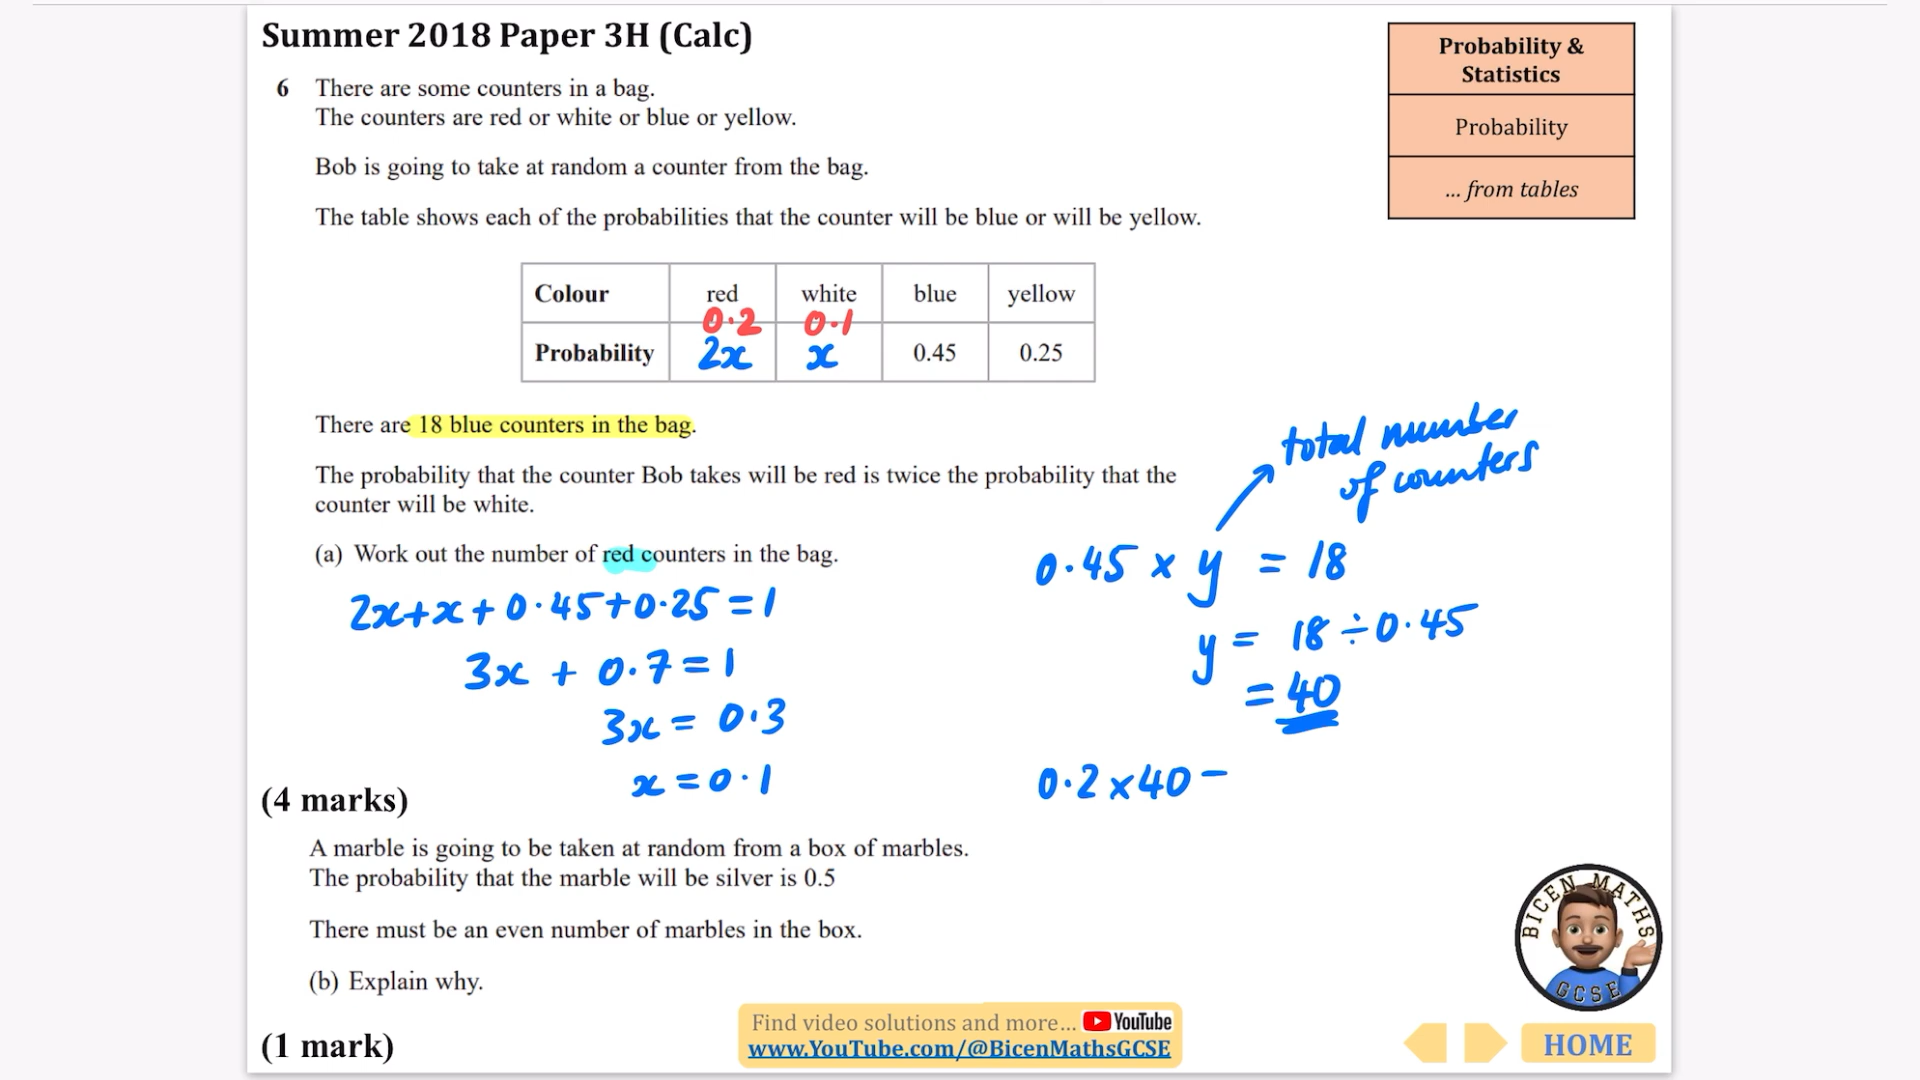 Summer 2018 Paper 3H (Calc)
Probability &
Statistics
Probability
... from tables
6 There are some counters in a bag.
The counters are red or white or blue or yellow.
Bob is going to take at random a counter from the bag.
The table shows each of the probabilities that the counter will be blue or will be yellow.
Colour red white blue yellow
0.2 0.1
Probability 2x x 0.45 0.25
There are 18 blue counters in the bag.
The probability that the counter Bob takes will be red is twice the probability that the
counter will be white.
(a) Work out the number of red counters in the bag.
2x+x+0.45+0.25=1
3x + 0.7=1
3x = 0.3
x=0.1
total number
of counters
0.45 x y = 18
y = 18÷0.45
= 40
0.2x40-
(4 marks)
A marble is going to be taken at random from a box of marbles.
The probability that the marble will be silver is 0.5
There must be an even number of marbles in the box.
(b) Explain why.
(1 mark)
Find video solutions and more... YouTube
www.YouTube.com/@BicenMathsGCSE
BICEN MATHS
GCSE
HOME